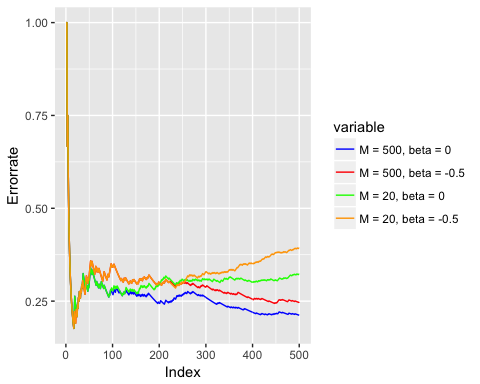 1.00
0.75
0.50
0.25
Errorrate
0
100
200
300
400
500
Index
variable
M = 500, beta = 0
M = 500, beta = -0.5
M = 20, beta = 0
M = 20, beta = -0.5